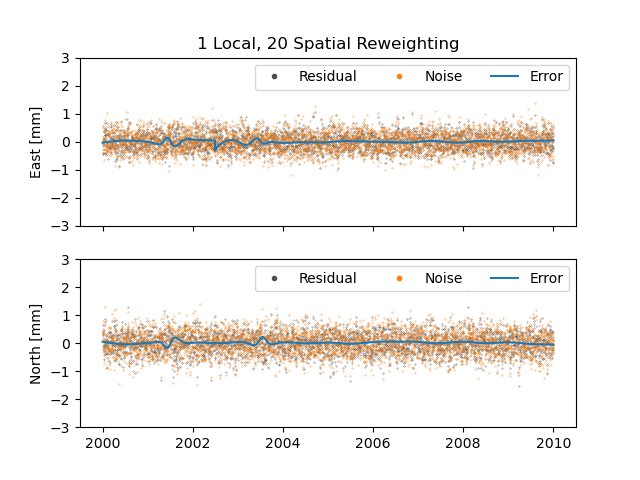 1 Local, 20 Spatial Reweighting
3
2
1
0
−1
−2
−3
East [mm]
Residual Noise Error
3
2
1
0
−1
−2
−3
North [mm]
Residual Noise Error
2000 2002 2004 2006 2008 2010